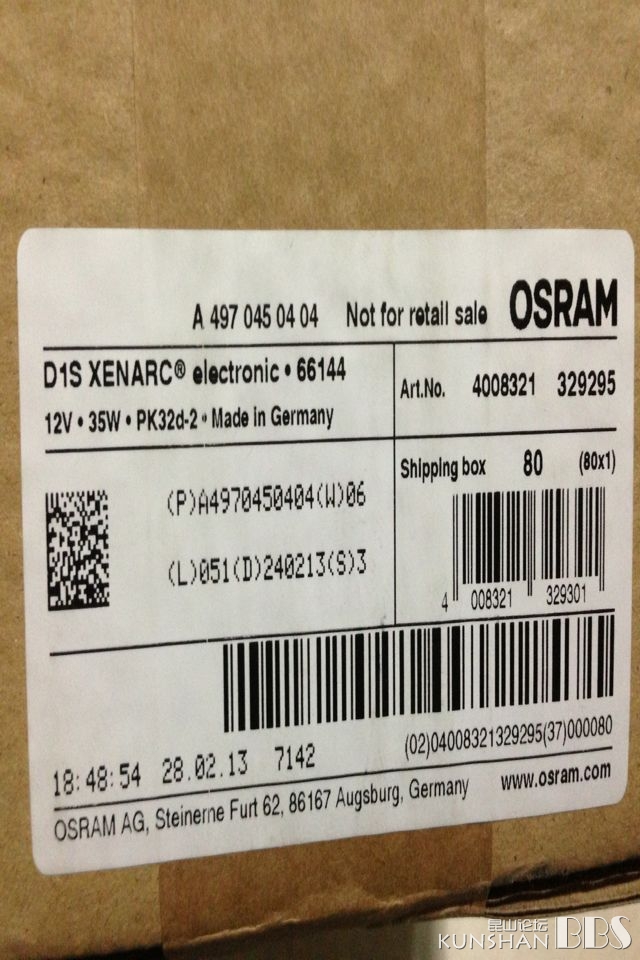 A 497 045 04 04 Not for retail sale OSRAM
D1S XENARC® electronic • 66144
12V • 35W • PK32d-2 • Made in Germany
Art.No. 4008321 329295
Shipping box 80 (80x1)
(P)A4970450404(W)06
(L)051(D)240213(S)3
4 008321 329301
(02)04008321329295(37)000080
18:48:54 28.02.13 7142
OSRAM AG, Steinerne Furt 62, 86167 Augsburg, Germany www.osram.com
昆山论坛
KUNSHAN BBS